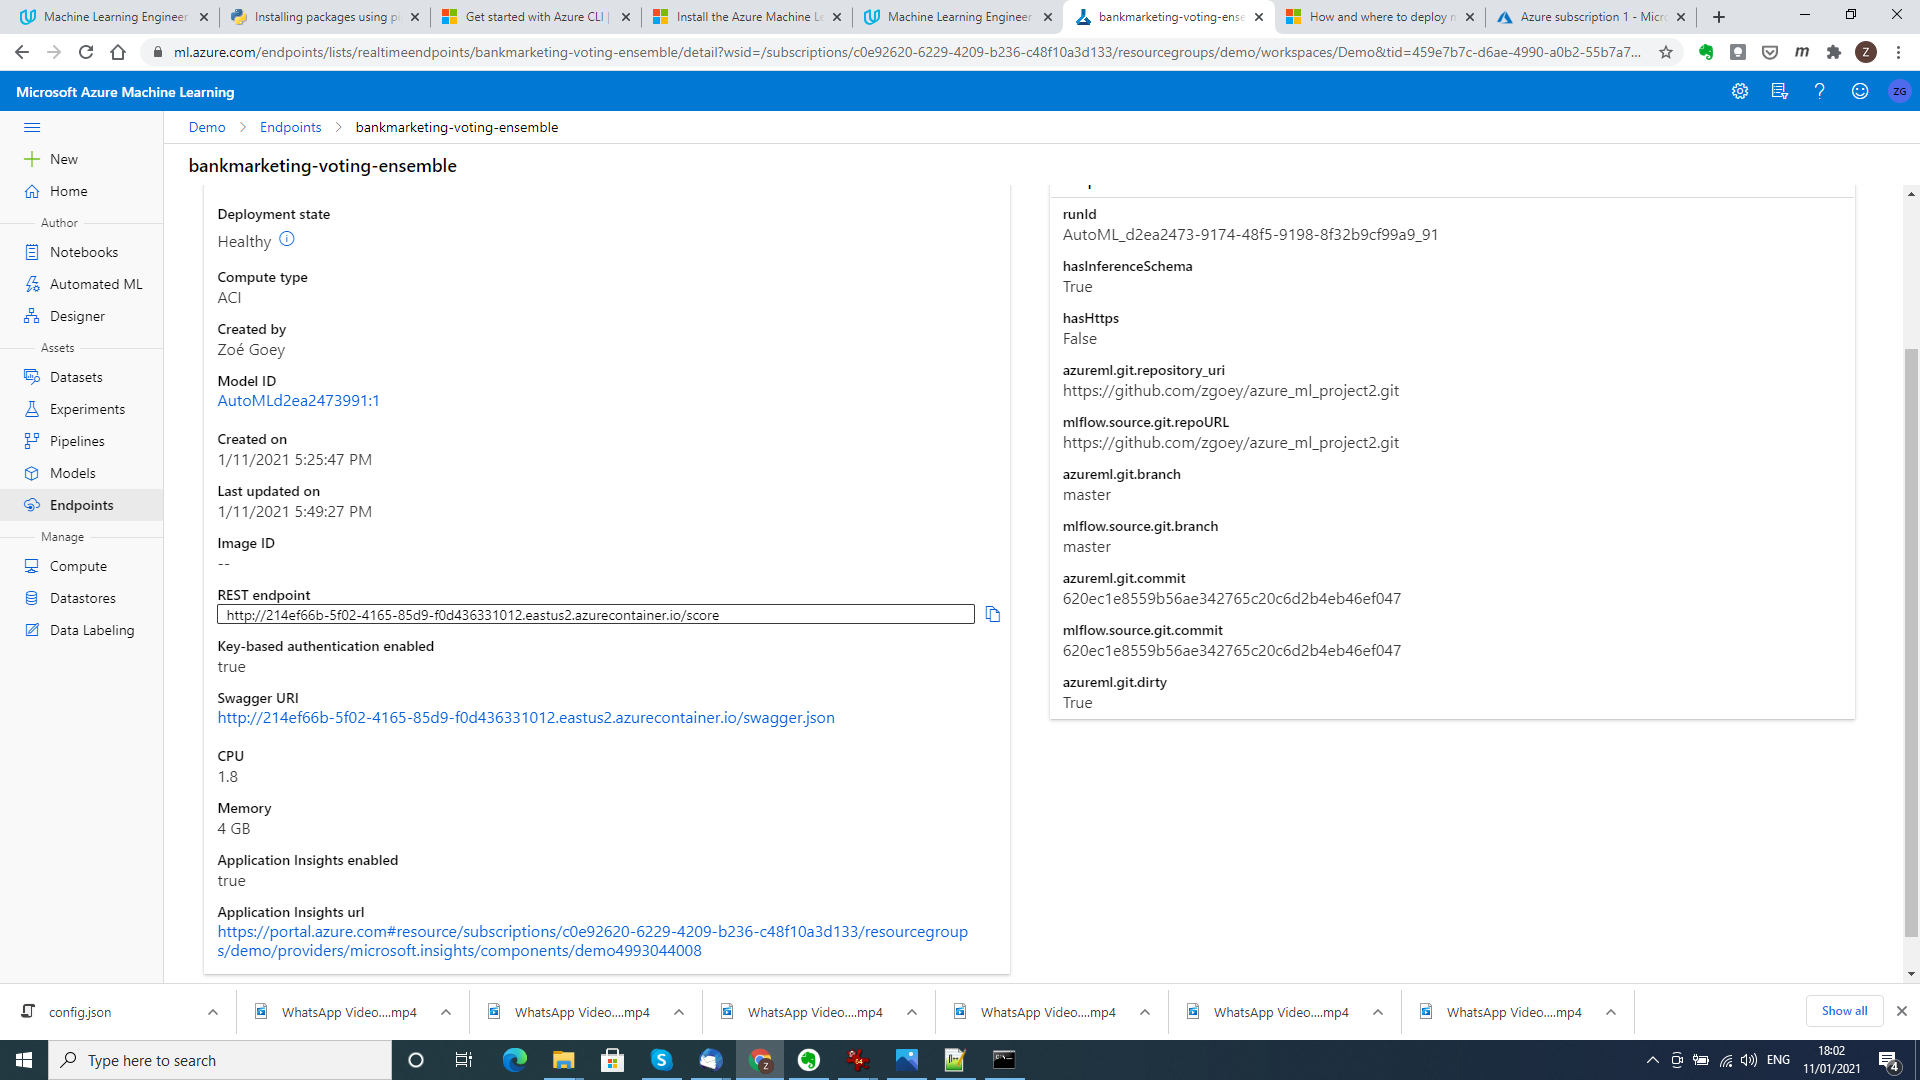 Machine Learning Engineer
Installing packages using pi
Get started with Azure CLI |
Install the Azure Machine Le
Machine Learning Engineer
bankmarketing-voting-ense
How and where to deploy
Azure subscription 1 - Micr
ml.azure.com/endpoints/lists/realtimeendpoints/bankmarketing-voting-ensemble/detail?wsid=/subscriptions/c0e92620-6229-4209-b236-c48f10a3d133/resourcegroups/demo/workspaces/Demo&tid=459e7b7c-d6ae-4990-a0b2-55b7a7...
m
Z
Microsoft Azure Machine Learning
ZG
Demo > Endpoints > bankmarketing-voting-ensemble
bankmarketing-voting-ensemble
New
Home
Author
Notebooks
Automated ML
Designer
Assets
Datasets
Experiments
Pipelines
Models
Endpoints
Manage
Compute
Datastores
Data Labeling
Deployment state
Healthy
Compute type
ACI
Created by
Zoé Goey
Model ID
AutoMLd2ea2473991:1
Created on
1/11/2021 5:25:47 PM
Last updated on
1/11/2021 5:49:27 PM
Image ID
--
REST endpoint
http://214ef66b-5f02-4165-85d9-f0d436331012.eastus2.azurecontainer.io/score
Key-based authentication enabled
true
Swagger URI
http://214ef66b-5f02-4165-85d9-f0d436331012.eastus2.azurecontainer.io/swagger.json
CPU
1.8
Memory
4 GB
Application Insights enabled
true
Application Insights url
https://portal.azure.com#resource/subscriptions/c0e92620-6229-4209-b236-c48f10a3d133/resourcegroup
s/demo/providers/microsoft.insights/components/demo4993044008
runId
AutoML_d2ea2473-9174-48f5-9198-8f32b9cf99a9_91
hasInferenceSchema
True
hasHttps
False
azureml.git.repository_uri
https://github.com/zgoey/azure_ml_project2.git
mlflow.source.git.repoURL
https://github.com/zgoey/azure_ml_project2.git
azureml.git.branch
master
mlflow.source.git.branch
master
azureml.git.commit
620ec1e8559b56ae342765c20c6d2b4eb46ef047
mlflow.source.git.commit
620ec1e8559b56ae342765c20c6d2b4eb46ef047
azureml.git.dirty
True
config.json
WhatsApp Video....mp4
WhatsApp Video....mp4
WhatsApp Video....mp4
WhatsApp Video....mp4
WhatsApp Video....mp4
WhatsApp Video....mp4
Show all
Type here to search
ENG
18:02
11/01/2021
4